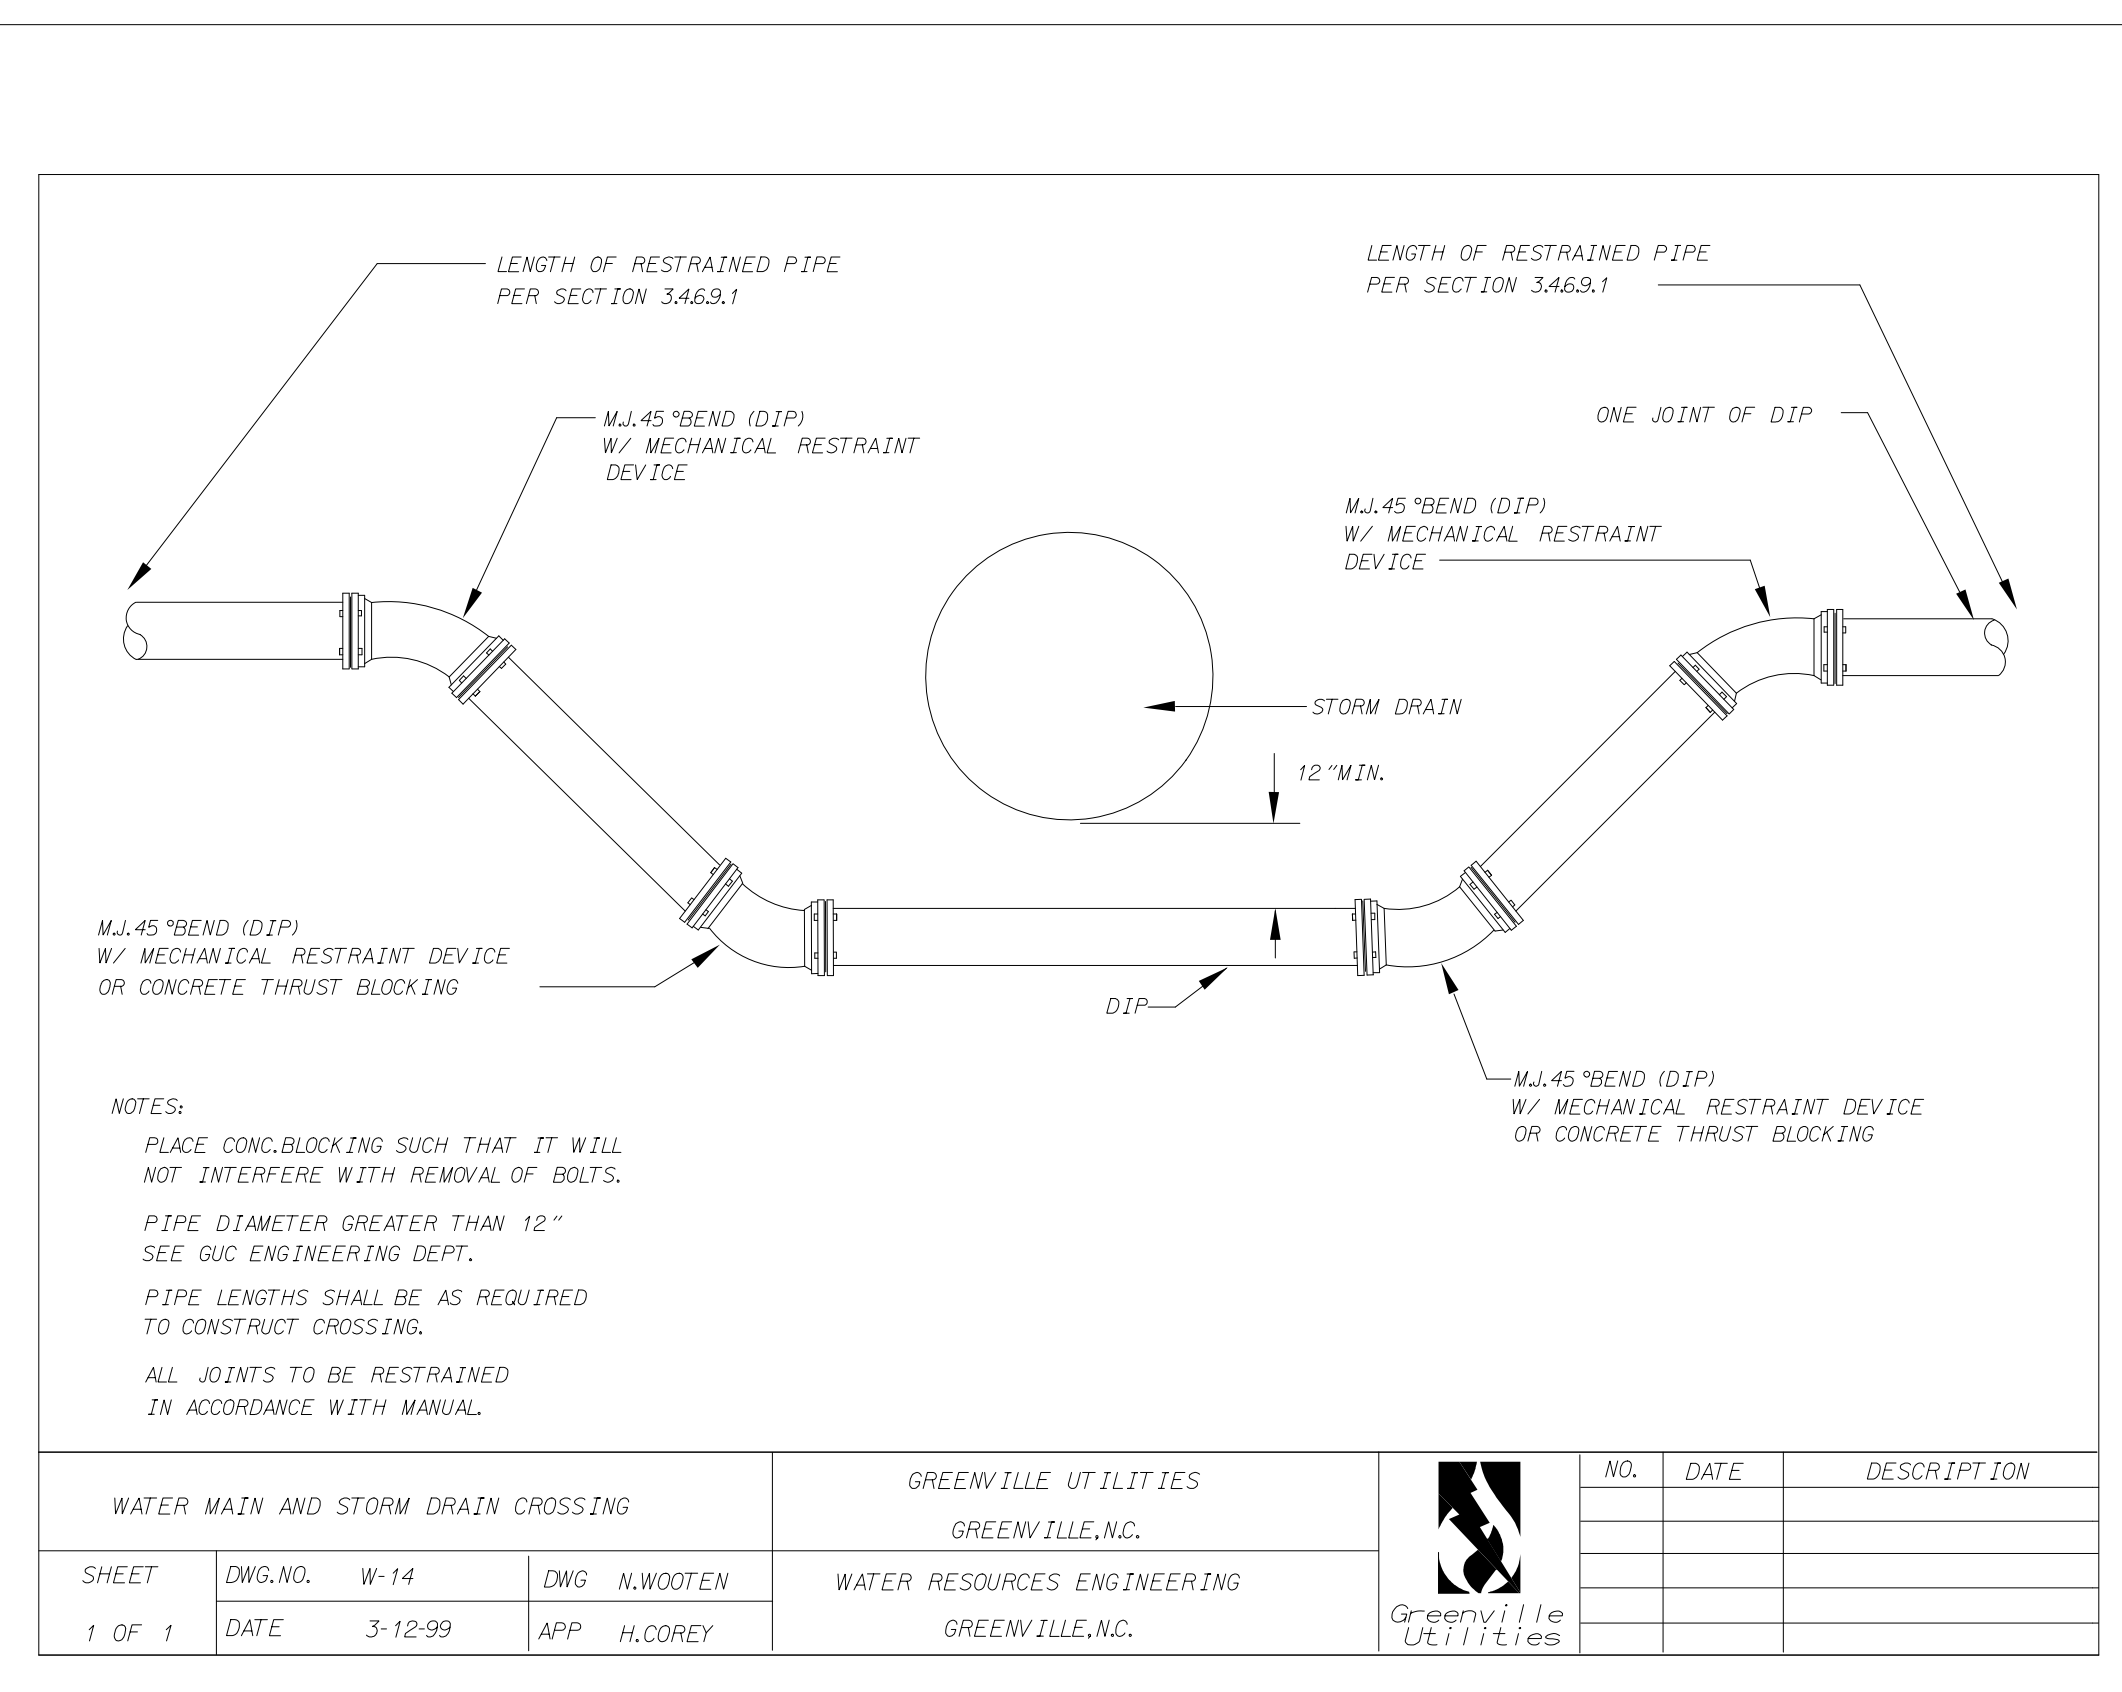 LENGTH OF RESTRAINED PIPE
PER SECTION 3.4.6.9.1
LENGTH OF RESTRAINED PIPE
PER SECTION 3.4.6.9.1
M.J. 45°BEND (DIP)
W/ MECHANICAL RESTRAINT
DEVICE
ONE JOINT OF DIP
M.J. 45°BEND (DIP)
W/ MECHANICAL RESTRAINT
DEVICE
STORM DRAIN
12"MIN.
M.J. 45°BEND (DIP)
W/ MECHANICAL RESTRAINT DEVICE
OR CONCRETE THRUST BLOCKING
DIP
M.J. 45°BEND (DIP)
W/ MECHANICAL RESTRAINT DEVICE
OR CONCRETE THRUST BLOCKING
NOTES:
PLACE CONC. BLOCKING SUCH THAT IT WILL
NOT INTERFERE WITH REMOVAL OF BOLTS.
PIPE DIAMETER GREATER THAN 12"
SEE GUC ENGINEERING DEPT.
PIPE LENGTHS SHALL BE AS REQUIRED
TO CONSTRUCT CROSSING.
ALL JOINTS TO BE RESTRAINED
IN ACCORDANCE WITH MANUAL.
WATER MAIN AND STORM DRAIN CROSSING
SHEET
1 OF 1
DWG. NO. W-14
DATE 3-12-99
DWG N. WOOTEN
APP H. COREY
GREENVILLE UTILITIES
GREENVILLE, N.C.
WATER RESOURCES ENGINEERING
GREENVILLE, N.C.
Greenville
Utilities
NO. DATE DESCRIPTION